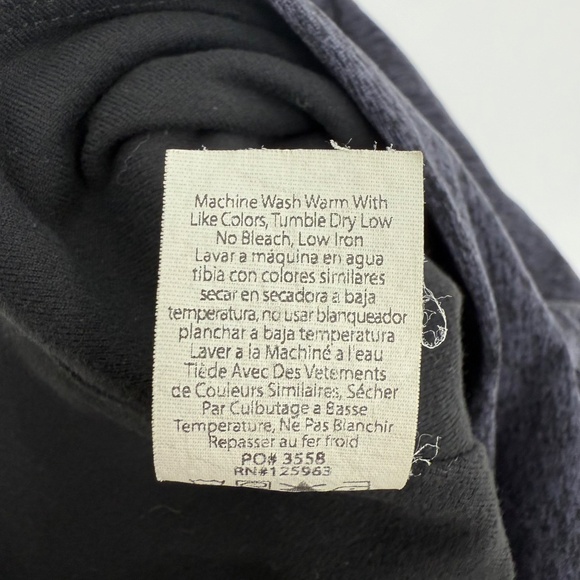 Machine Wash Warm With
Like Colors, Tumble Dry Low
No Bleach, Low Iron
Lavar a máquina en agua
tibia con colores similares
secar en secadora a baja
temperatura, no usar blanqueador
planchar a baja temperatura
Laver a la Machiné a l'eau
Tiède Avec Des Vetements
de Couleurs Similaires, Sécher
Par Culbutage a Basse
Temperature, Ne Pas Blanchir
Repasser au fer froid
PO# 3558
RN#125963